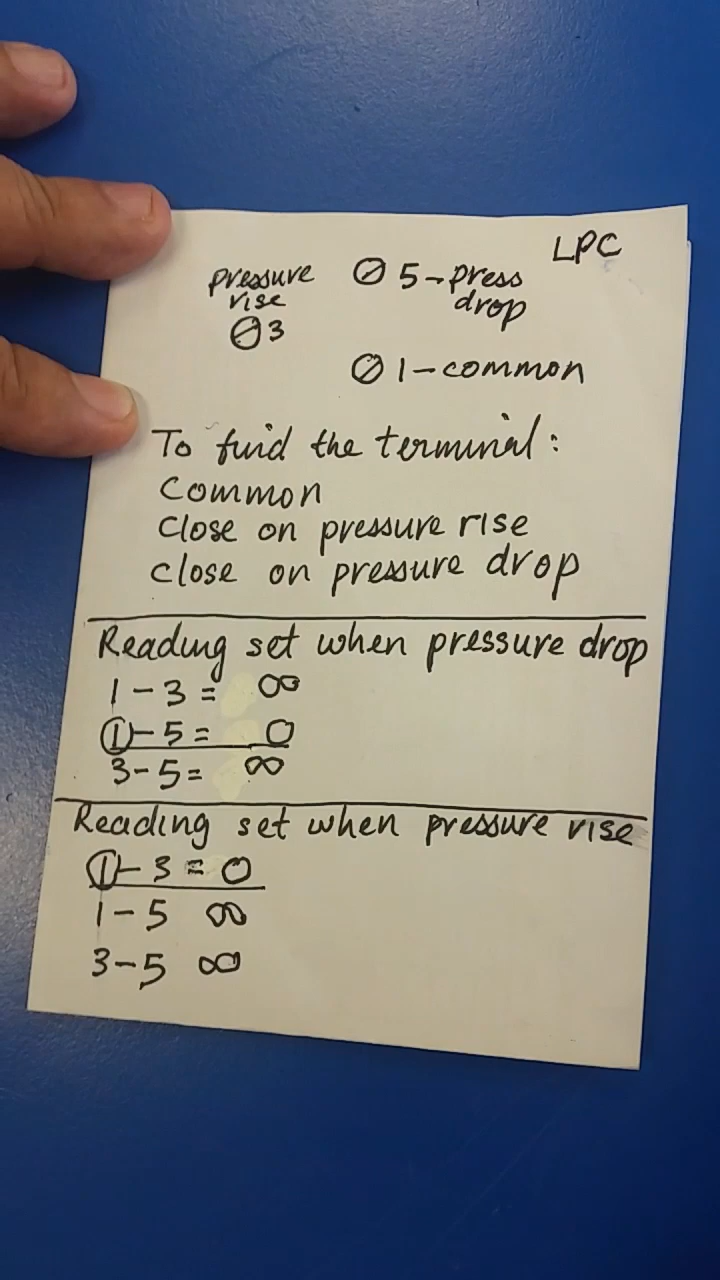 LPC
pressure
rise
⊘3
⊘ 5-press
drop
⊘ 1-common
To find the terminal:
Common
Close on pressure rise
close on pressure drop
Reading set when pressure drop
1-3 = ∞
①-5 = 0
3-5 = ∞
Reading set when pressure rise
①-3 = 0
1-5 ∞
3-5 ∞